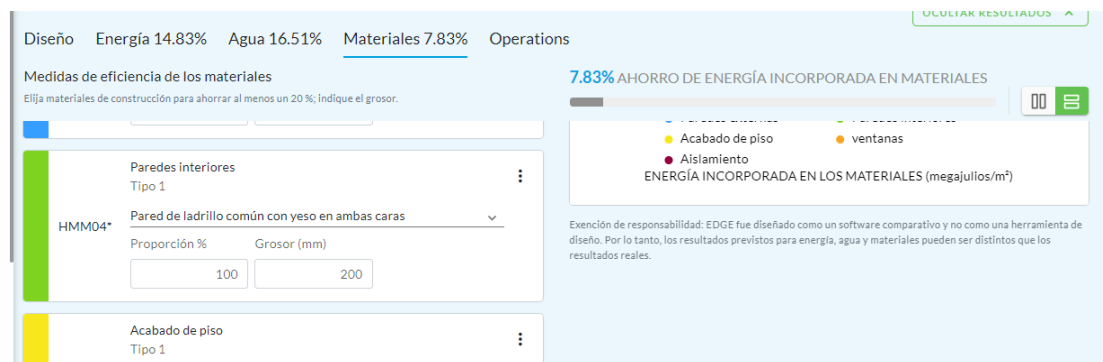 OCULTAR RESULTADOS
Diseño Energía 14.83% Agua 16.51% Materiales 7.83% Operations
Medidas de eficiencia de los materiales
Elija materiales de construcción para ahorrar al menos un 20 %; indique el grosor.
7.83% AHORRO DE ENERGÍA INCORPORADA EN MATERIALES
Paredes interiores
Tipo 1
HMM04*
Pared de ladrillo común con yeso en ambas caras
Proporción % Grosor (mm)
100 200
Acabado de piso
Tipo 1
Paredes externas Paredes interiores
Acabado de piso ventanas
Aislamiento
ENERGÍA INCORPORADA EN LOS MATERIALES (megajulios/m²)
Exención de responsabilidad: EDGE fue diseñado como un software comparativo y no como una herramienta de
diseño. Por lo tanto, los resultados previstos para energía, agua y materiales pueden ser distintos que los
resultados reales.